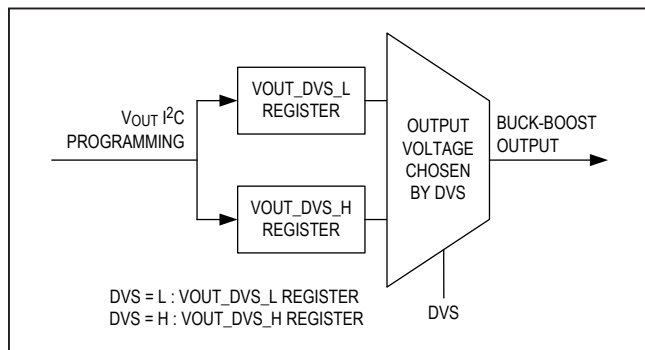 VOUT I²C
PROGRAMMING
VOUT_DVS_L
REGISTER
VOUT_DVS_H
REGISTER
OUTPUT
VOLTAGE
CHOSEN
BY DVS
BUCK-BOOST
OUTPUT
DVS
DVS = L : VOUT_DVS_L REGISTER
DVS = H : VOUT_DVS_H REGISTER